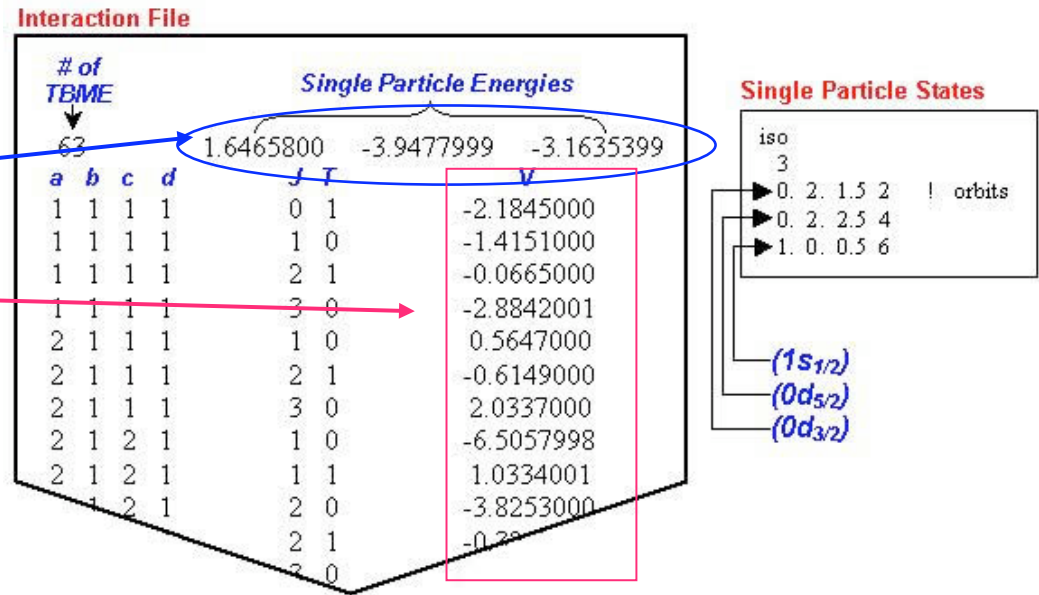 Interaction File
# of
TBME
Single Particle Energies
63 1.6465800 -3.9477999 -3.1635399
a b c d J T V
1 1 1 1 0 1 -2.1845000
1 1 1 1 1 0 -1.4151000
1 1 1 1 2 1 -0.0665000
1 1 1 1 3 0 -2.8842001
2 1 1 1 1 0 0.5647000
2 1 1 1 2 1 -0.6149000
2 1 1 1 3 0 2.0337000
2 1 2 1 1 0 -6.5057998
2 1 2 1 1 1 1.0334001
1 2 1 2 0 -3.8253000
2 1
0
Single Particle States
iso
3
0. 2. 1.5 2 ! orbits
0. 2. 2.5 4
1. 0. 0.5 6
(1s1/2)
(0d5/2)
(0d3/2)